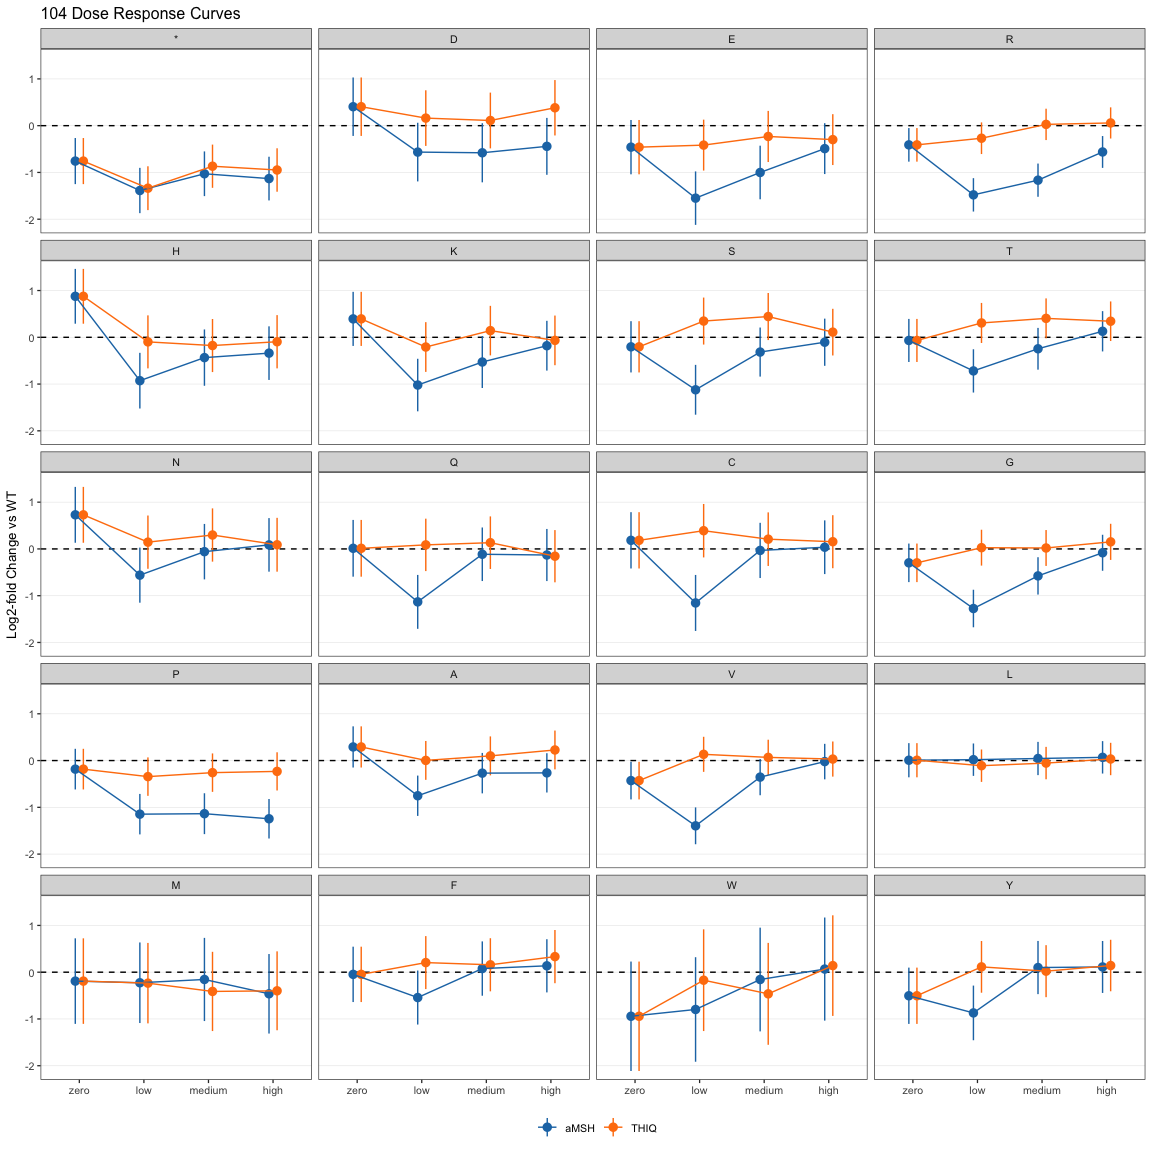 104 Dose Response Curves
* D E R
1
0
-1
-2
H K S T
1
0
-1
-2
N Q C G
1
0
-1
-2
Log2-fold Change vs WT
P A V L
1
0
-1
-2
M F W Y
1
0
-1
-2
zero low medium high zero low medium high zero low medium high zero low medium high
aMSH THIQ